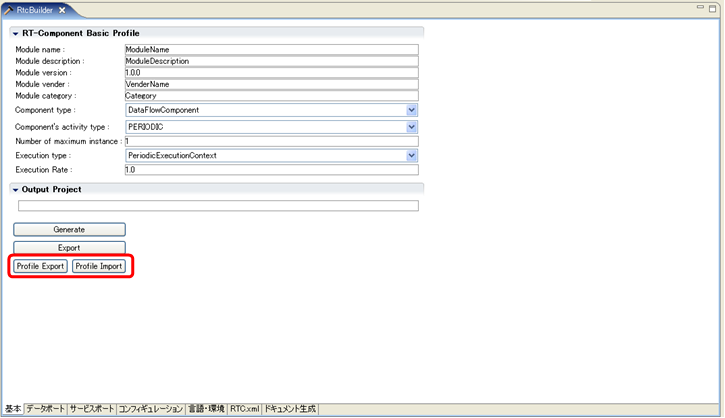 RtcBuilder
RT-Component Basic Profile
Module name : ModuleName
Module description : ModuleDescription
Module version : 1.0.0
Module vender : VenderName
Module category : Category
Component type : DataFlowComponent
Component's activity type : PERIODIC
Number of maximum instance : 1
Execution type : PeriodicExecutionContext
Execution Rate : 1.0
Output Project
Generate
Export
Profile Export Profile Import
基本 データポート サービスポート コンフィギュレーション 言語・環境 RTC.xml ドキュメント生成